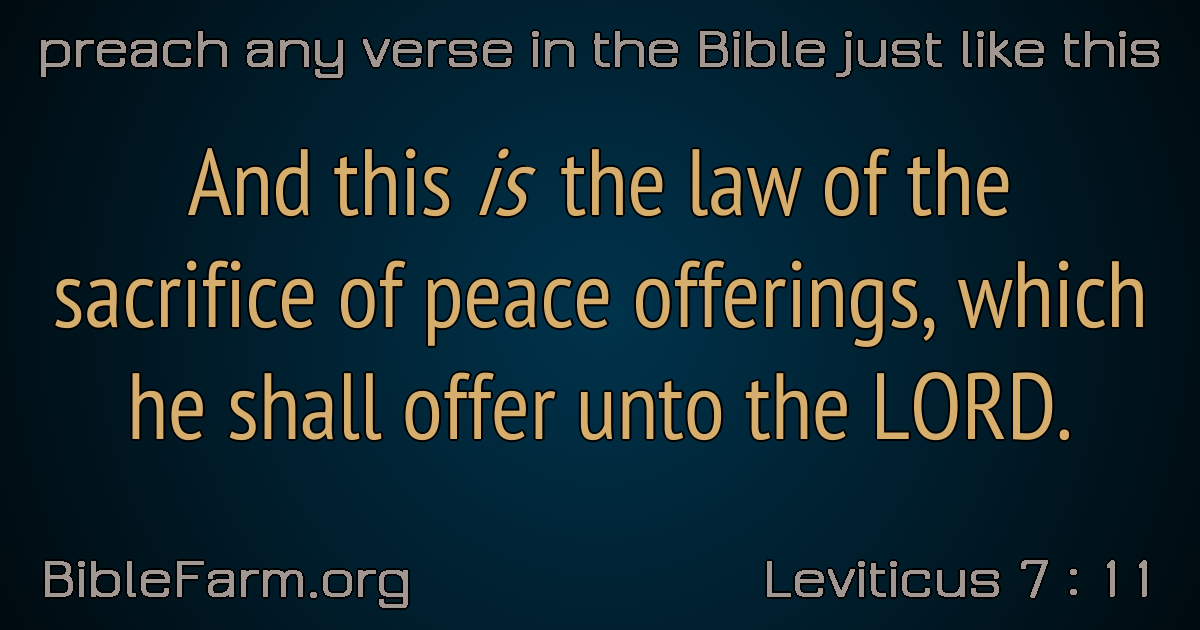 preach any verse in the Bible just like this
And this is the law of the
sacrifice of peace offerings, which
he shall offer unto the LORD.
BibleFarm.org
Leviticus 7 : 11